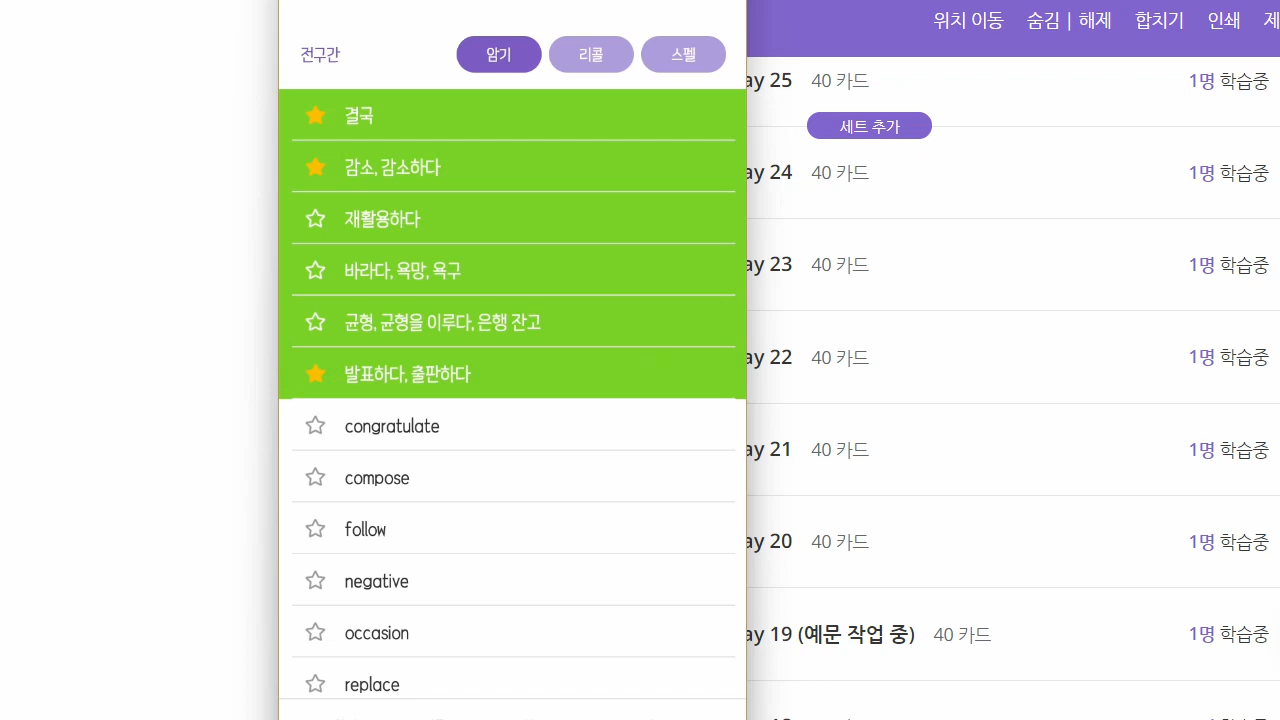 위치 이동 숨김 | 해제 합치기 인쇄 제
전구간 암기 리콜 스펠
결국
감소, 감소하다
재활용하다
바라다, 욕망, 욕구
균형, 균형을 이루다, 은행 잔고
발표하다, 출판하다
congratulate
compose
follow
negative
occasion
replace
ay 25 40 카드 1명 학습중
세트 추가
ay 24 40 카드 1명 학습중
ay 23 40 카드 1명 학습중
ay 22 40 카드 1명 학습중
ay 21 40 카드 1명 학습중
ay 20 40 카드 1명 학습중
ay 19 (예문 작업 중) 40 카드 1명 학습중